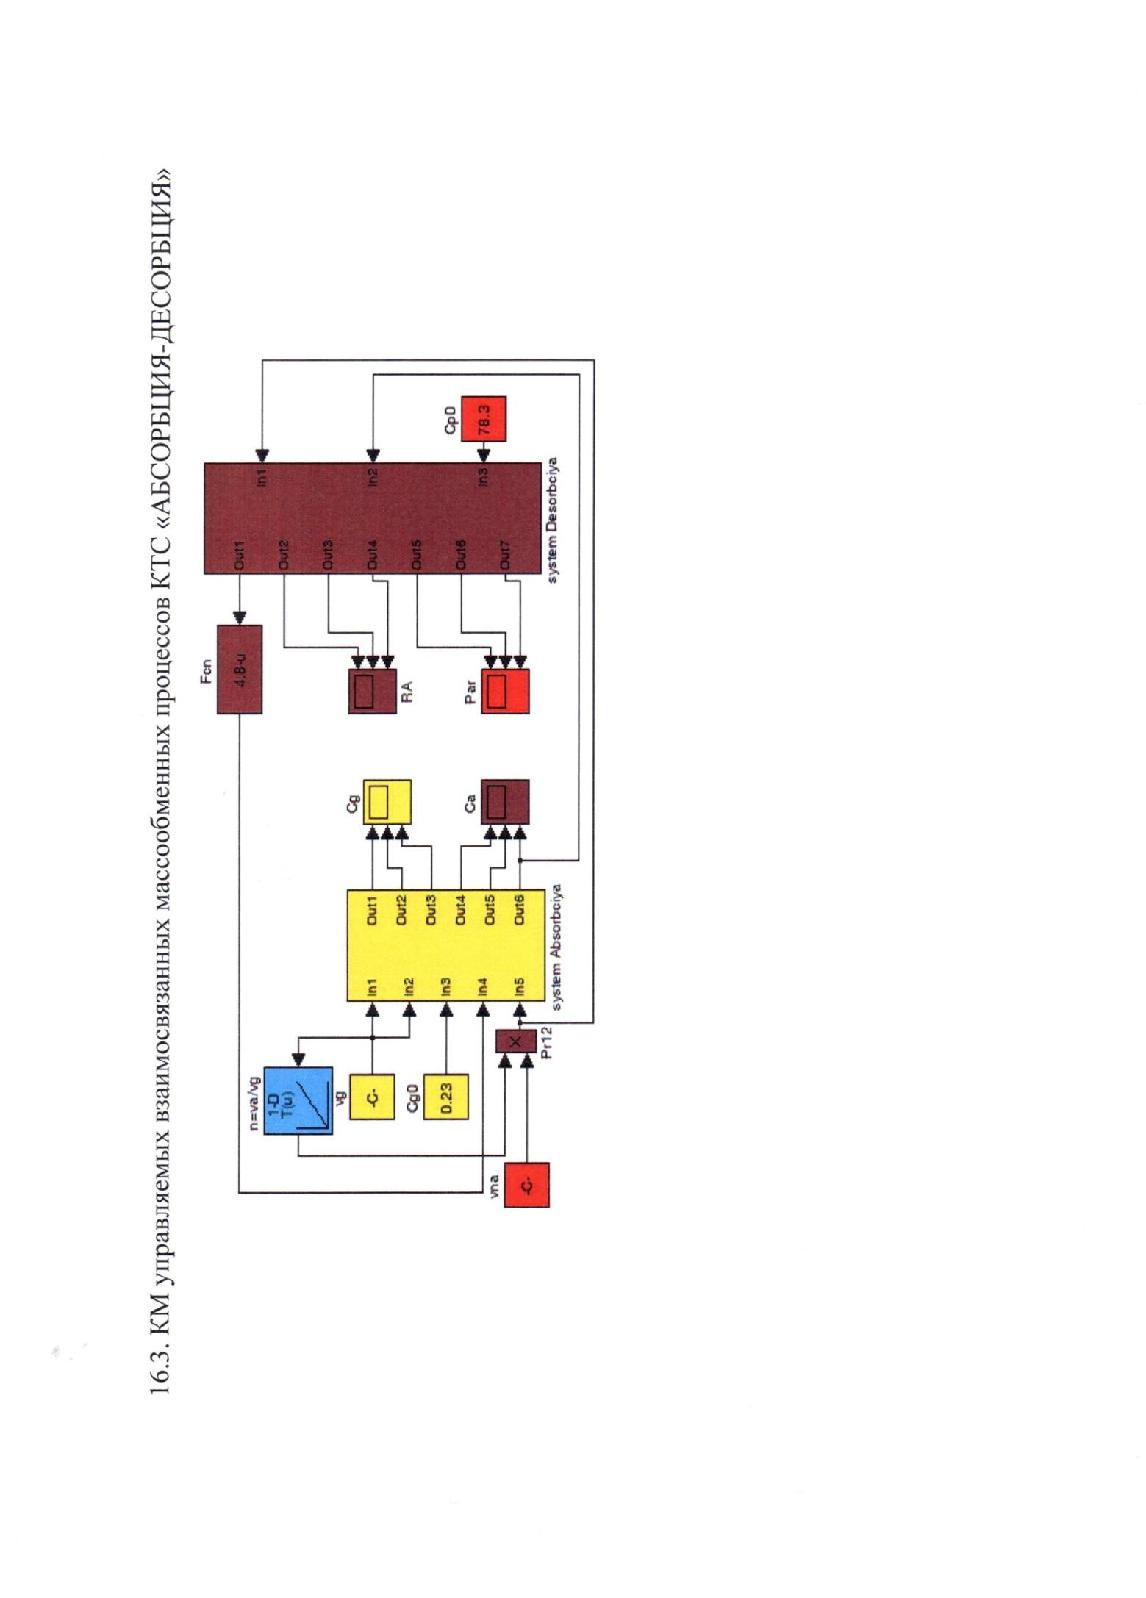 16.3. КМ управляемых взаимосвязанных массообменных процессов КТС «АБСОРБЦИЯ-ДЕСОРБЦИЯ»
Fcn
4.8-u
n=va/vg
1-D
T(u)
vg
-C-
Cg0
0.23
vna
-C-
Pr12
×
In1
In2
In3
In4
In5
Out1
Out2
Out3
Out4
Out5
Out6
system Absorbciya
Cg
Ca
RA
Par
Out1
Out2
Out3
Out4
Out5
Out6
Out7
In1
In2
In3
system Desorbciya
Cp0
78.3